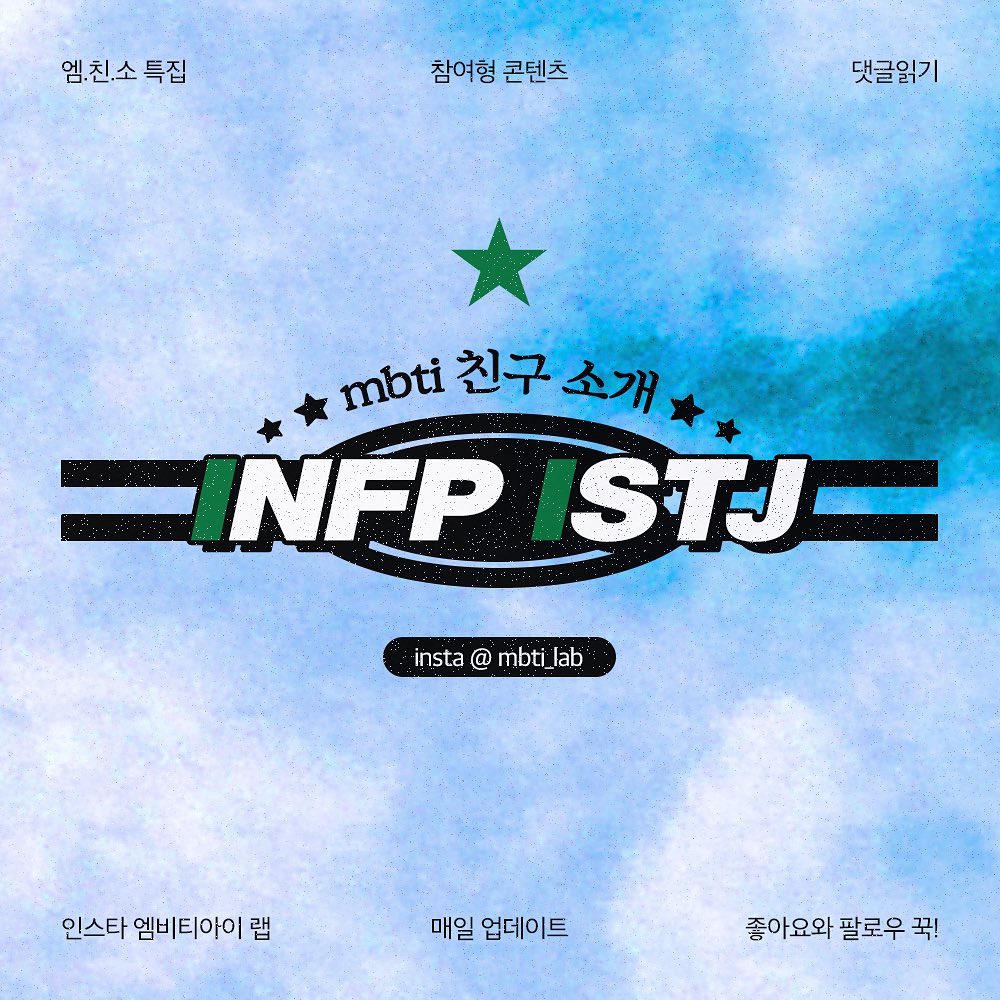 엠.친.소 특집
참여형 콘텐츠
댓글읽기
mbti 친구 소개
INFP ISTJ
insta @ mbti_lab
인스타 엠비티아이 랩
매일 업데이트
좋아요와 팔로우 꾹!